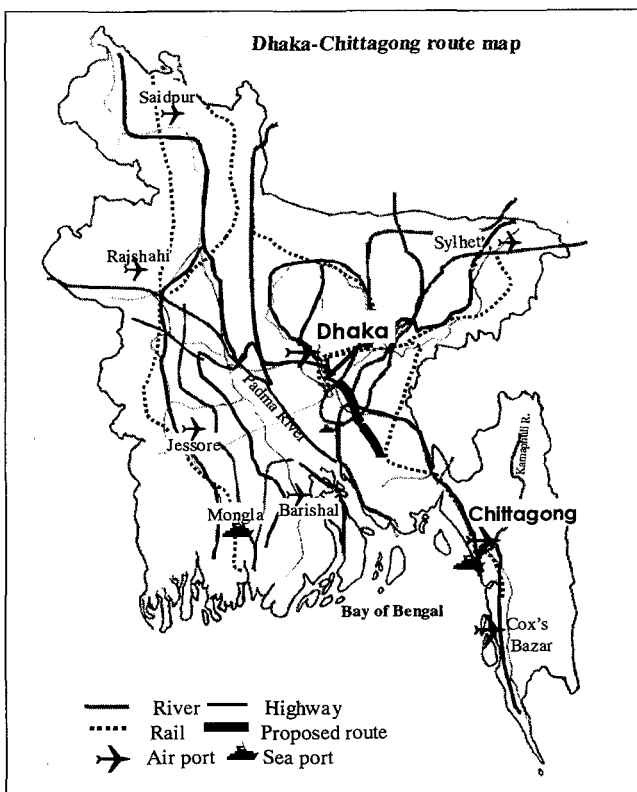 Dhaka-Chittagong route map
Saidpur
Rajshahi
Sylhet
Dhaka
Padma River
Jessore
Karnaphuli R.
Mongla
Barishal
Chittagong
Bay of Bengal
Cox's
Bazar
River Highway
Rail Proposed route
Air port Sea port